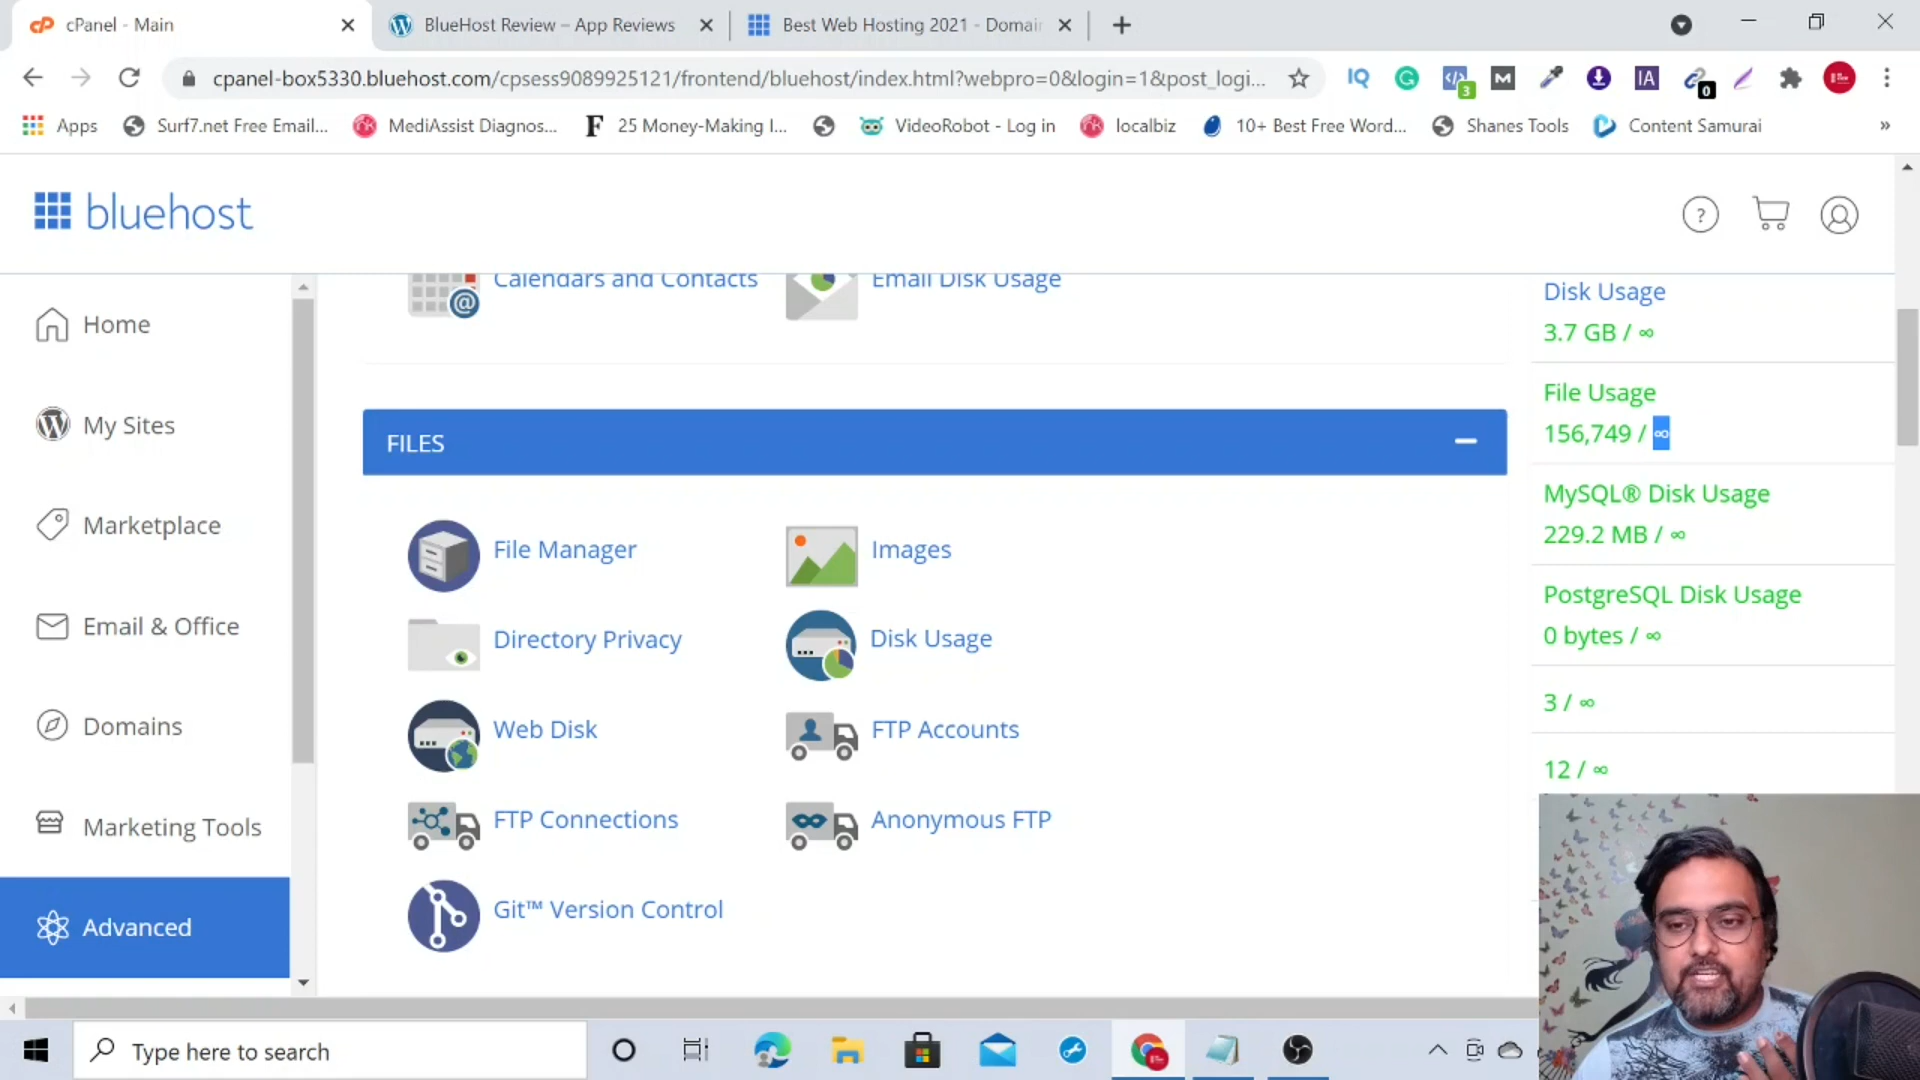 cPanel - Main
BlueHost Review – App Reviews
Best Web Hosting 2021 - Domain
cpanel-box5330.bluehost.com/cpsess9089925121/frontend/bluehost/index.html?webpro=0&login=1&post_logi...
IQ
3
M
IA
0
Apps
Surf7.net Free Email...
MediAssist Diagnos...
25 Money-Making I...
VideoRobot - Log in
localbiz
10+ Best Free Word...
Shanes Tools
Content Samurai
»
bluehost
?
Home
My Sites
Marketplace
Email & Office
Domains
Marketing Tools
Advanced
Calendars and Contacts
Email Disk Usage
FILES
File Manager
Images
Directory Privacy
Disk Usage
Web Disk
FTP Accounts
FTP Connections
Anonymous FTP
Git™ Version Control
Disk Usage
3.7 GB / ∞
File Usage
156,749 / ∞
MySQL® Disk Usage
229.2 MB / ∞
PostgreSQL Disk Usage
0 bytes / ∞
3 / ∞
12 / ∞
Type here to search